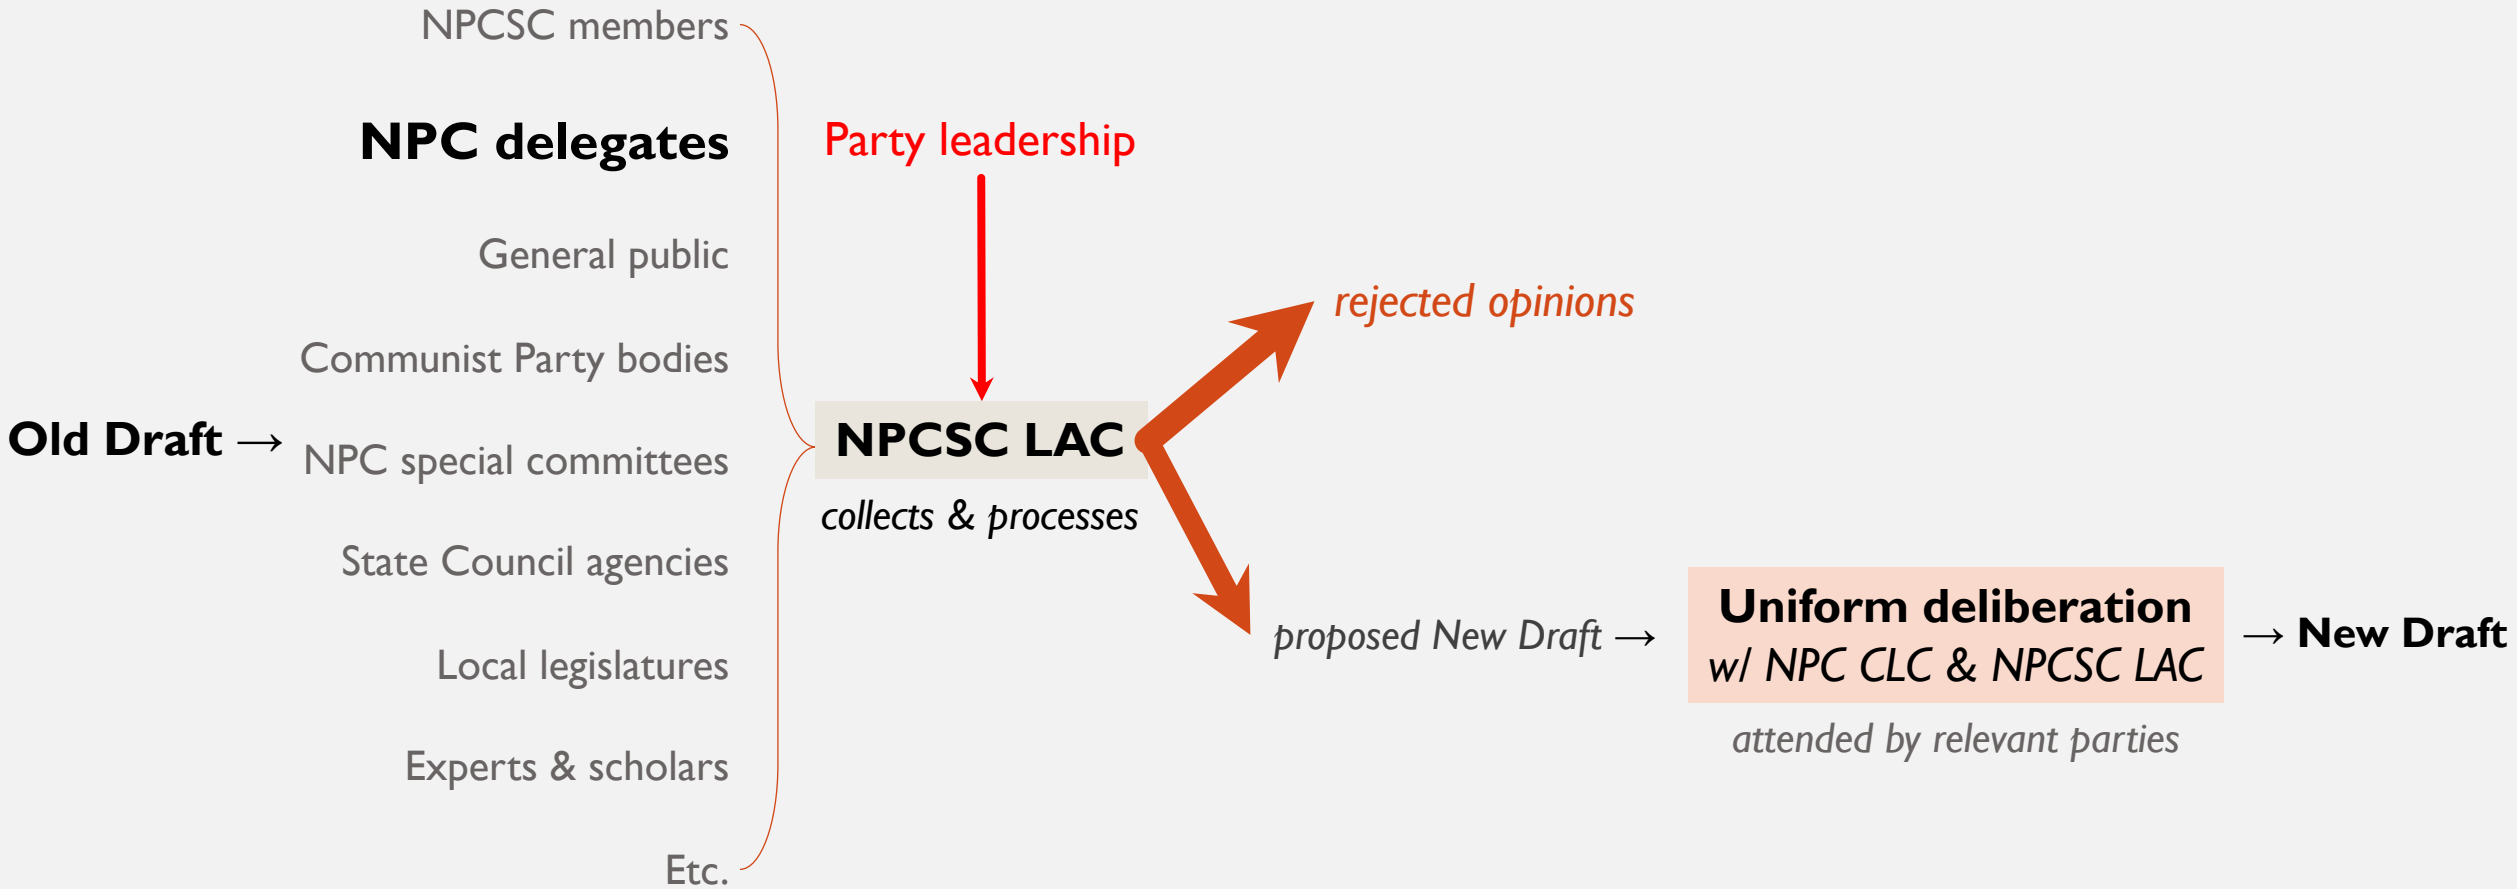 NPCSC members
NPC delegates
General public
Communist Party bodies
Old Draft →
NPC special committees
State Council agencies
Local legislatures
Experts & scholars
Etc.
Party leadership
NPCSC LAC
collects & processes
rejected opinions
proposed New Draft →
Uniform deliberation
w/ NPC CLC & NPCSC LAC
attended by relevant parties
→ New Draft